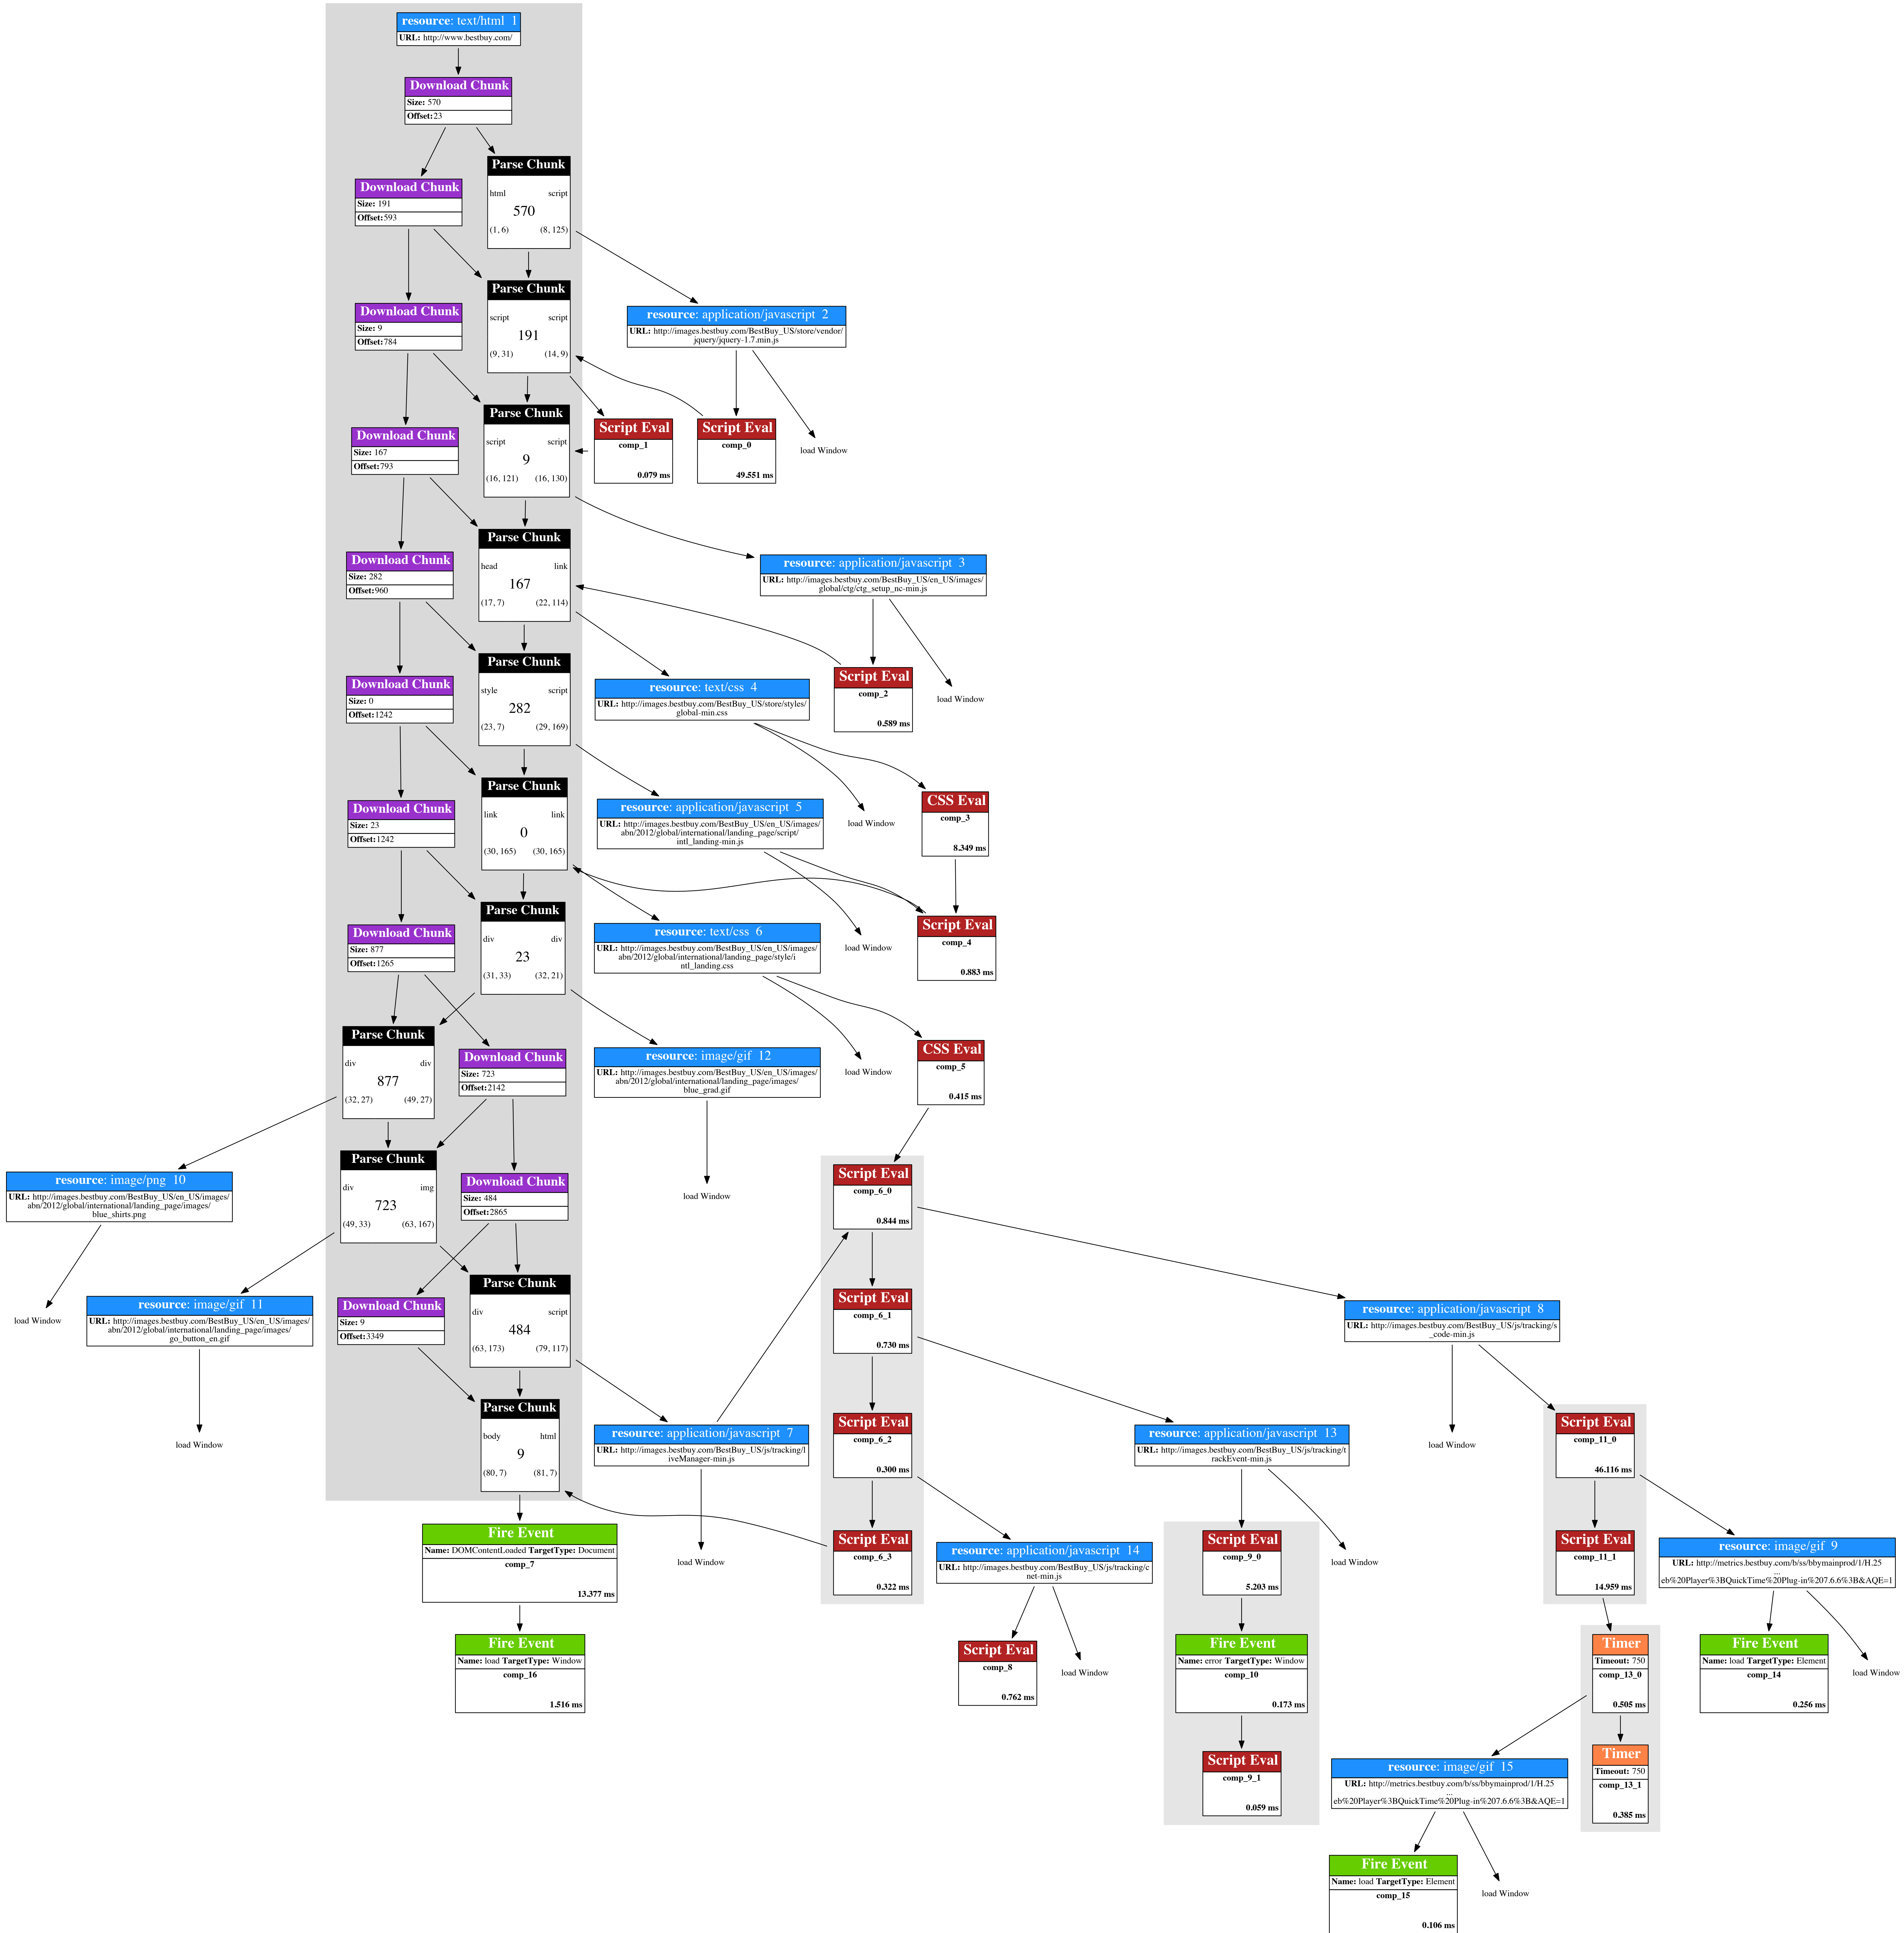 resource: text/html 1
URL: http://www.bestbuy.com/
Download Chunk
Size: 570
Offset:23
Parse Chunk
html script
570
(1, 6) (8, 125)
Download Chunk
Size: 191
Offset:593
Parse Chunk
script script
191
(9, 31) (14, 9)
Download Chunk
Size: 9
Offset:784
resource: application/javascript 2
URL: http://images.bestbuy.com/BestBuy_US/store/vendor/
jquery/jquery-1.7.min.js
Parse Chunk
script script
9
(16, 121) (16, 130)
Script Eval
comp_1
0.079 ms
Script Eval
comp_0
49.551 ms
load Window
Download Chunk
Size: 167
Offset:793
Parse Chunk
head link
167
(17, 7) (22, 114)
Download Chunk
Size: 282
Offset:960
resource: application/javascript 3
URL: http://images.bestbuy.com/BestBuy_US/en_US/images/
global/ctg/ctg_setup_nc-min.js
Parse Chunk
style script
282
(23, 7) (29, 169)
Download Chunk
Size: 0
Offset:1242
resource: text/css 4
URL: http://images.bestbuy.com/BestBuy_US/store/styles/
global-min.css
Script Eval
comp_2
0.589 ms
load Window
Parse Chunk
link link
0
(30, 165) (30, 165)
Download Chunk
Size: 23
Offset:1242
resource: application/javascript 5
URL: http://images.bestbuy.com/BestBuy_US/en_US/images/
abn/2012/global/international/landing_page/script/
intl_landing-min.js
load Window
CSS Eval
comp_3
8.349 ms
Parse Chunk
div div
23
(31, 33) (32, 21)
Download Chunk
Size: 877
Offset:1265
resource: text/css 6
URL: http://images.bestbuy.com/BestBuy_US/en_US/images/
abn/2012/global/international/landing_page/style/i
ntl_landing.css
load Window
Script Eval
comp_4
0.883 ms
Parse Chunk
div div
877
(32, 27) (49, 27)
Download Chunk
Size: 723
Offset:2142
resource: image/gif 12
URL: http://images.bestbuy.com/BestBuy_US/en_US/images/
abn/2012/global/international/landing_page/images/
blue_grad.gif
load Window
CSS Eval
comp_5
0.415 ms
resource: image/png 10
URL: http://images.bestbuy.com/BestBuy_US/en_US/images/
abn/2012/global/international/landing_page/images/
blue_shirts.png
Parse Chunk
div img
723
(49, 33) (63, 167)
Download Chunk
Size: 484
Offset:2865
load Window
Script Eval
comp_6_0
0.844 ms
load Window
resource: image/gif 11
URL: http://images.bestbuy.com/BestBuy_US/en_US/images/
abn/2012/global/international/landing_page/images/
go_button_en.gif
Download Chunk
Size: 9
Offset:3349
Parse Chunk
div script
484
(63, 173) (79, 117)
Script Eval
comp_6_1
0.730 ms
resource: application/javascript 8
URL: http://images.bestbuy.com/BestBuy_US/js/tracking/s
_code-min.js
load Window
Parse Chunk
body html
9
(80, 7) (81, 7)
resource: application/javascript 7
URL: http://images.bestbuy.com/BestBuy_US/js/tracking/l
iveManager-min.js
Script Eval
comp_6_2
0.300 ms
resource: application/javascript 13
URL: http://images.bestbuy.com/BestBuy_US/js/tracking/t
rackEvent-min.js
load Window
Script Eval
comp_11_0
46.116 ms
Fire Event
Name: DOMContentLoaded TargetType: Document
comp_7
13.377 ms
load Window
Script Eval
comp_6_3
0.322 ms
resource: application/javascript 14
URL: http://images.bestbuy.com/BestBuy_US/js/tracking/c
net-min.js
Script Eval
comp_9_0
5.203 ms
load Window
Script Eval
comp_11_1
14.959 ms
resource: image/gif 9
URL: http://metrics.bestbuy.com/b/ss/bbymainprod/1/H.25
...
eb%20Player%3BQuickTime%20Plug-in%207.6.6%3B&AQE=1
Fire Event
Name: load TargetType: Window
comp_16
1.516 ms
Script Eval
comp_8
0.762 ms
load Window
Fire Event
Name: error TargetType: Window
comp_10
0.173 ms
Timer
Timeout: 750
comp_13_0
0.505 ms
Fire Event
Name: load TargetType: Element
comp_14
0.256 ms
load Window
Script Eval
comp_9_1
0.059 ms
resource: image/gif 15
URL: http://metrics.bestbuy.com/b/ss/bbymainprod/1/H.25
...
eb%20Player%3BQuickTime%20Plug-in%207.6.6%3B&AQE=1
Timer
Timeout: 750
comp_13_1
0.385 ms
Fire Event
Name: load TargetType: Element
comp_15
0.106 ms
load Window